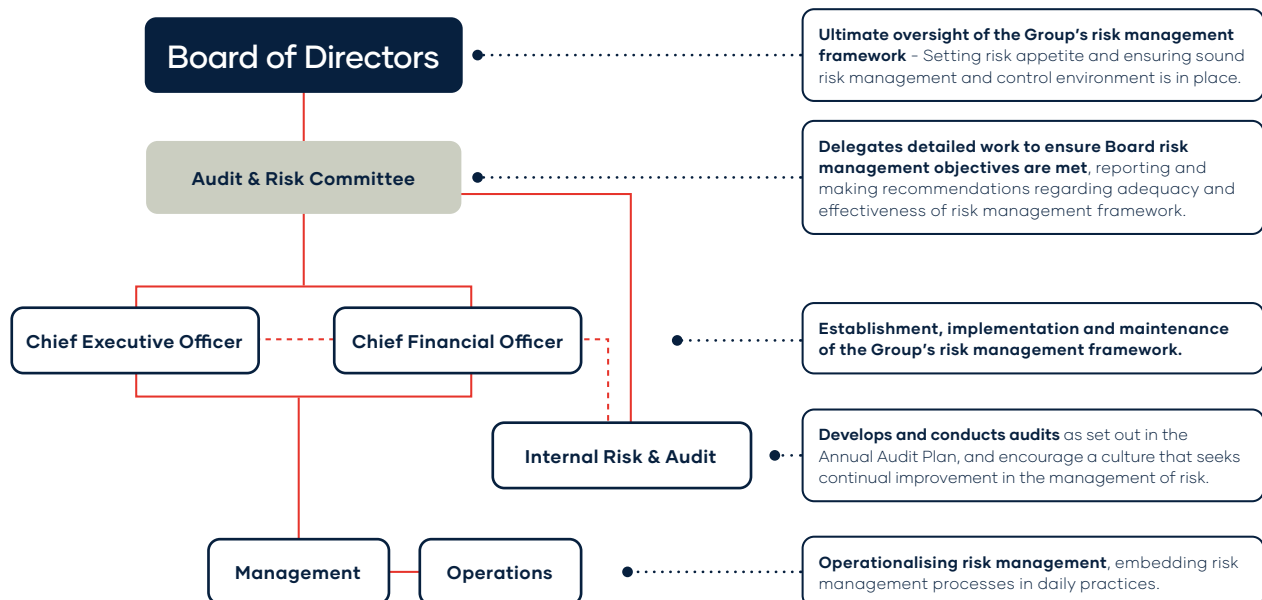 Board of Directors
Ultimate oversight of the Group's risk management
framework - Setting risk appetite and ensuring sound
risk management and control environment is in place.
Audit & Risk Committee
Delegates detailed work to ensure Board risk
management objectives are met, reporting and
making recommendations regarding adequacy and
effectiveness of risk management framework.
Chief Executive Officer
Chief Financial Officer
Establishment, implementation and maintenance
of the Group's risk management framework.
Internal Risk & Audit
Develops and conducts audits as set out in the
Annual Audit Plan, and encourage a culture that seeks
continual improvement in the management of risk.
Management
Operations
Operationalising risk management, embedding risk
management processes in daily practices.